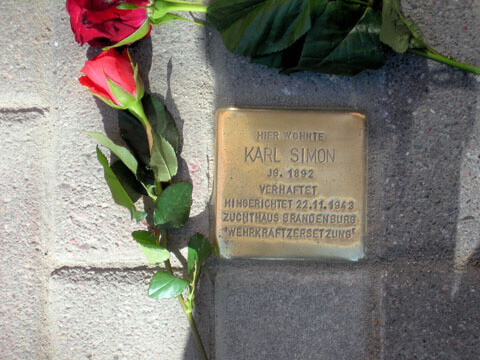 HIER WOHNTE
KARL SIMON
JG. 1892
VERHAFTET
HINGERICHTET 22.11.1943
ZUCHTHAUS BRANDENBURG
"WEHRKRAFTZERSETZUNG"